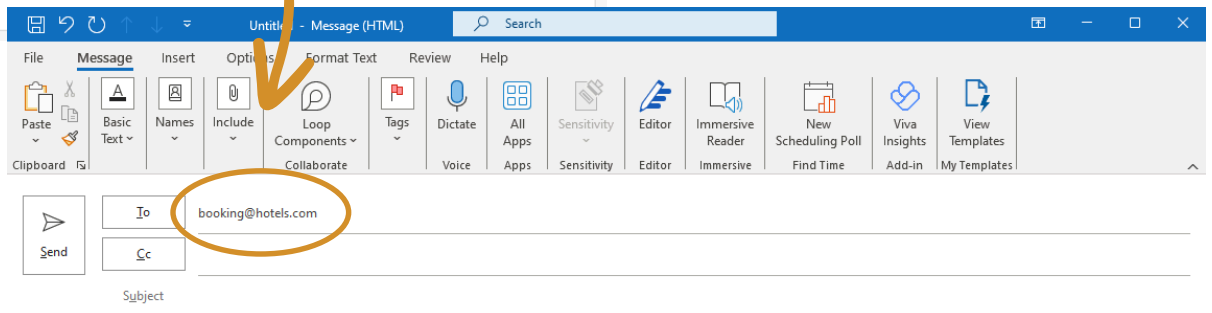 Untitled - Message (HTML) Search
File Message Insert Options Format Text Review Help
Paste Basic Text Names Include Loop Components Tags Dictate All Apps Sensitivity Editor Immersive Reader New Scheduling Poll Viva Insights View Templates
Clipboard Collaborate Voice Apps Sensitivity Editor Immersive Find Time Add-in My Templates
Send To booking@hotels.com
Cc
Subject